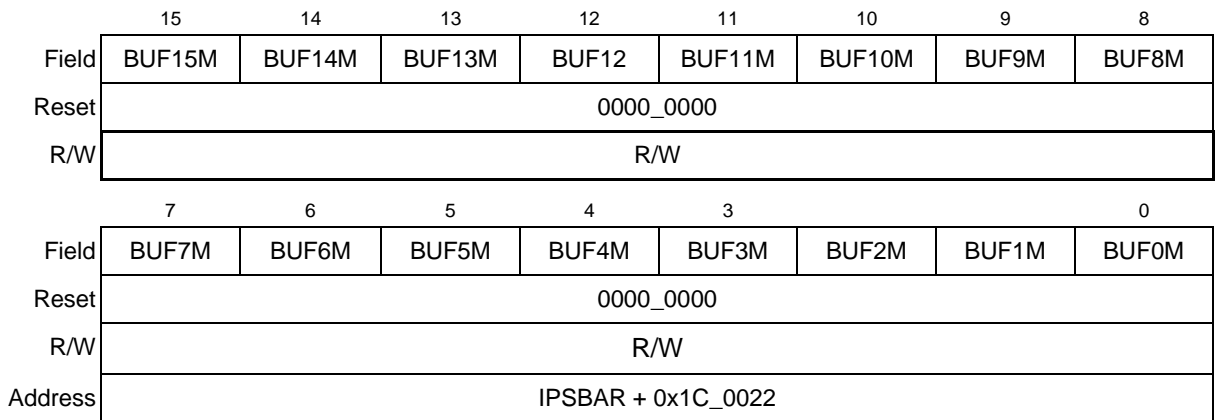 15 14 13 12 11 10 9 8
Field BUF15M BUF14M BUF13M BUF12 BUF11M BUF10M BUF9M BUF8M
Reset 0000_0000
R/W R/W
7 6 5 4 3 0
Field BUF7M BUF6M BUF5M BUF4M BUF3M BUF2M BUF1M BUF0M
Reset 0000_0000
R/W R/W
Address IPSBAR + 0x1C_0022